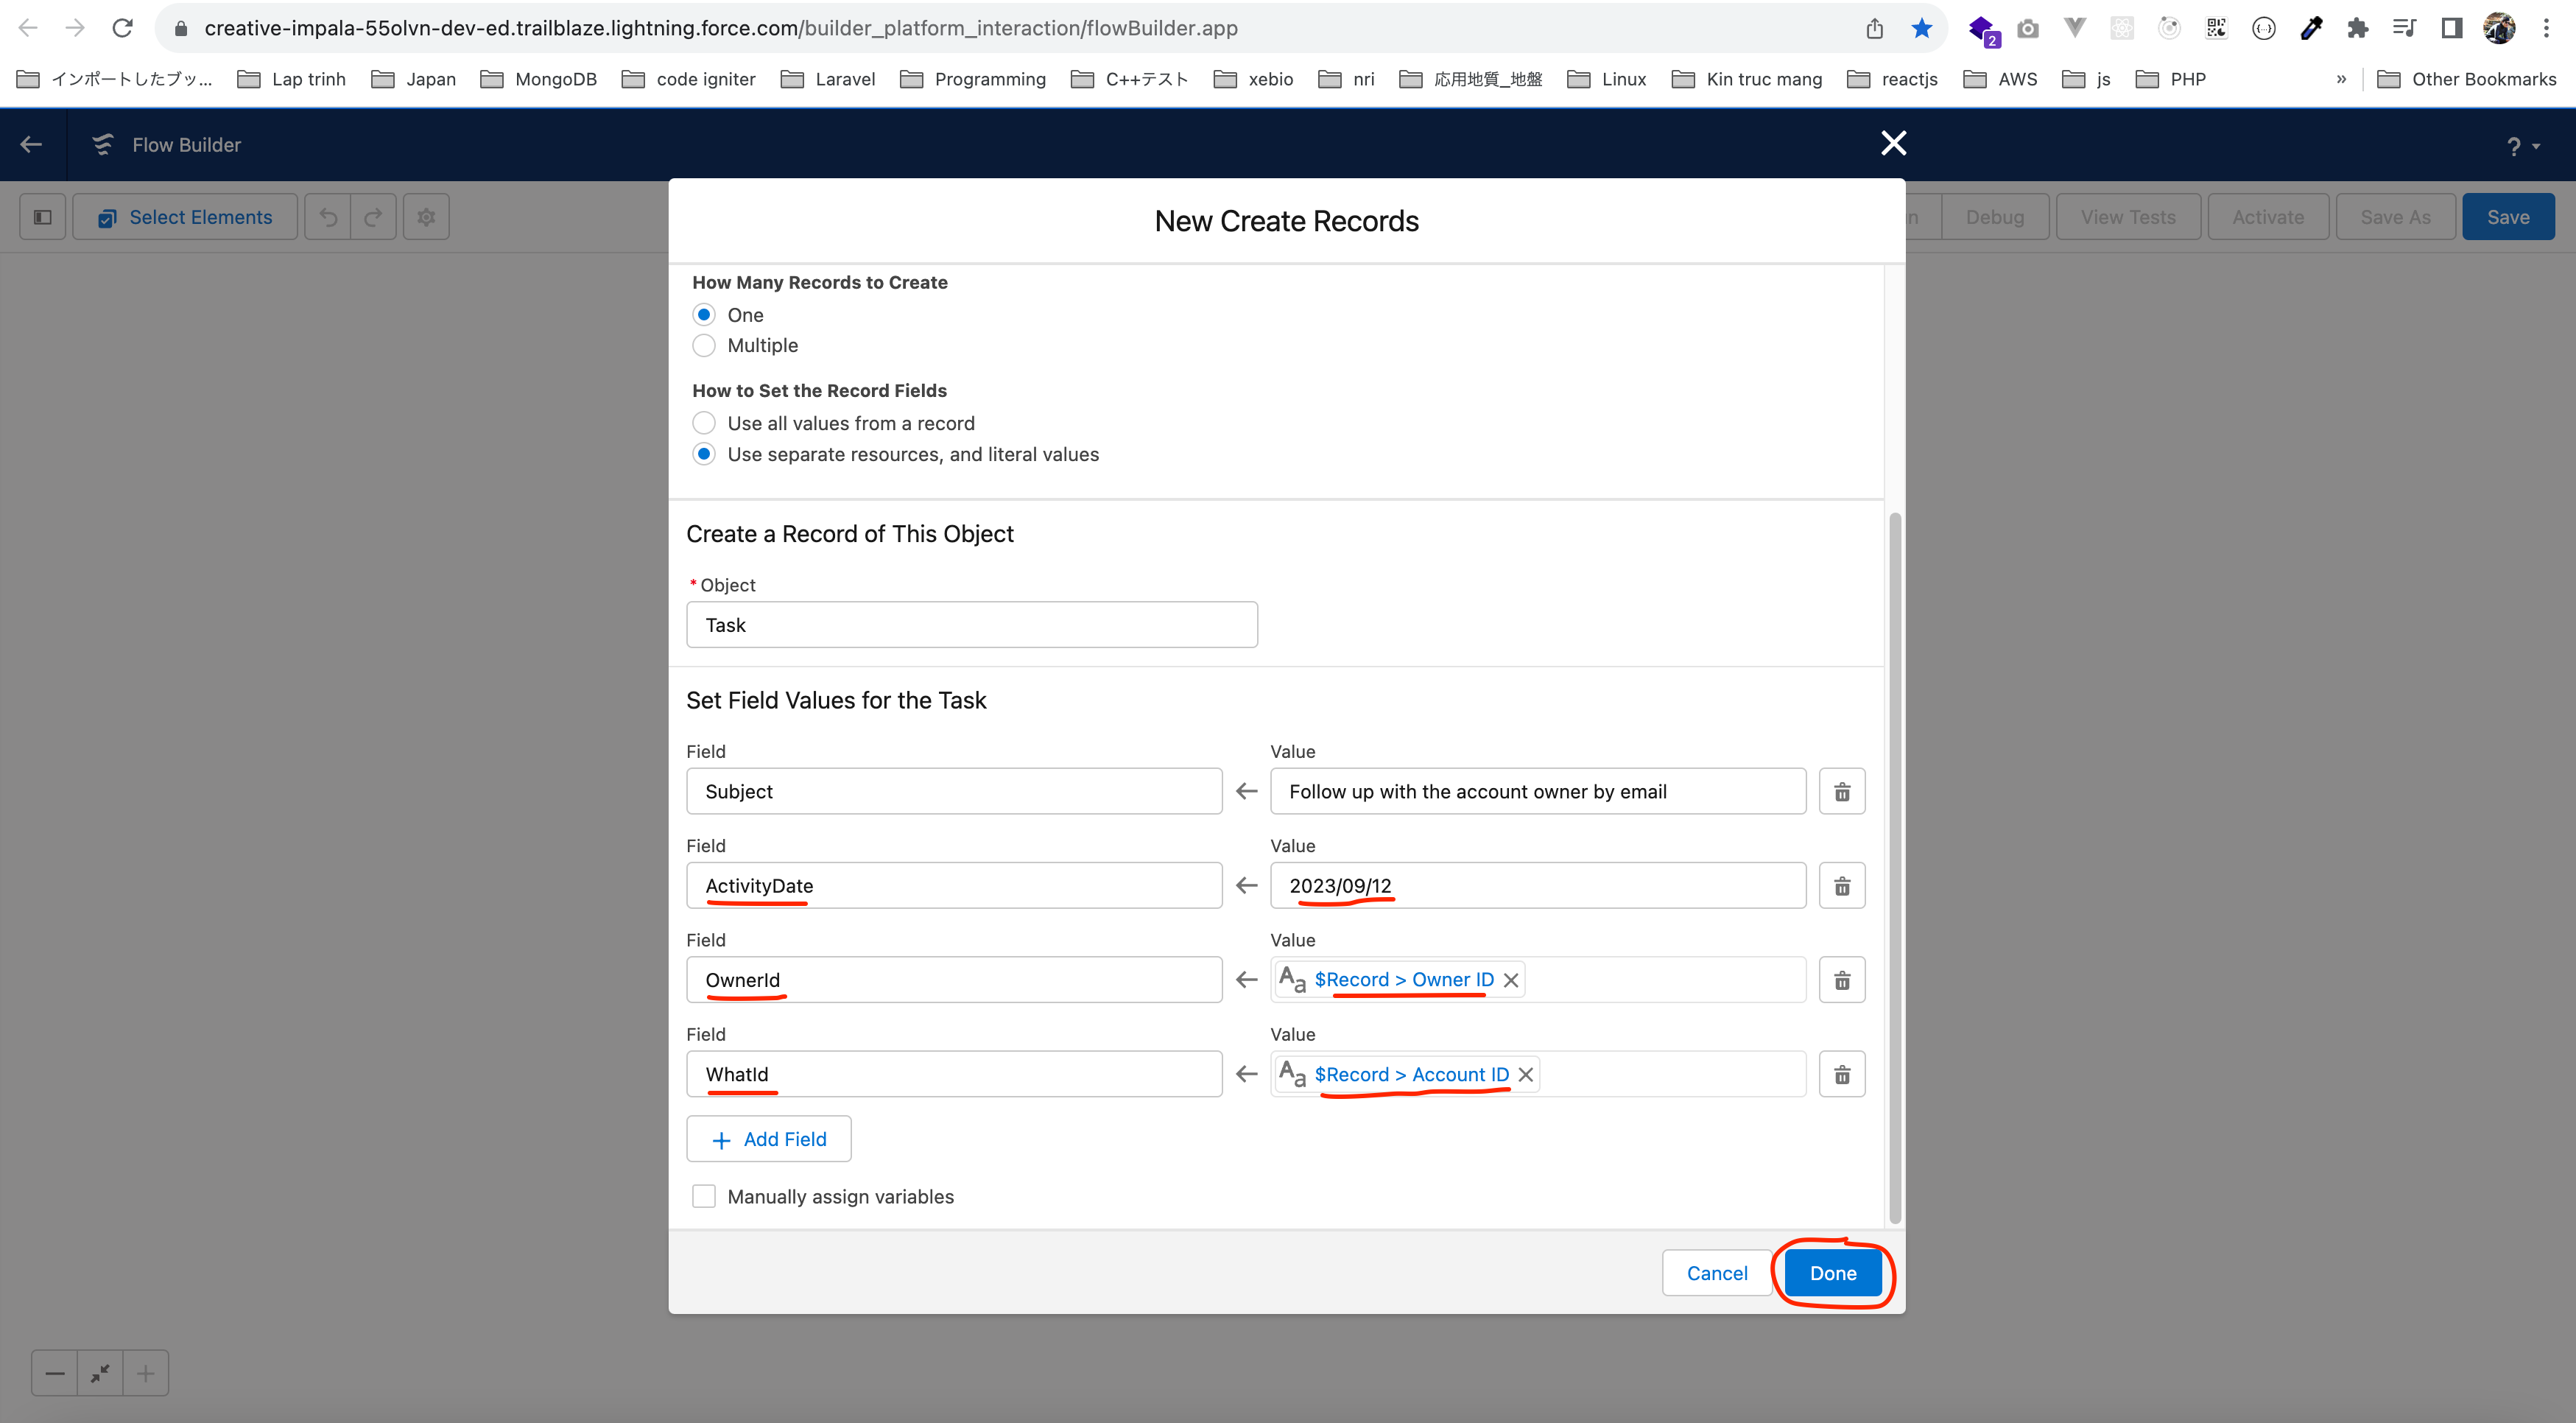 creative-impala-55olvn-dev-ed.trailblaze.lightning.force.com/builder_platform_interaction/flowBuilder.app
2
インポートしたブッ... Lap trinh Japan MongoDB code igniter Laravel Programming C++テスト xebio nri 応用地質_地盤 Linux Kin truc mang reactjs AWS js PHP » Other Bookmarks
Flow Builder ?
Select Elements n Debug View Tests Activate Save As Save
New Create Records
How Many Records to Create
One
Multiple
How to Set the Record Fields
Use all values from a record
Use separate resources, and literal values
Create a Record of This Object
* Object
Task
Set Field Values for the Task
Field Value
Subject Follow up with the account owner by email
Field Value
ActivityDate 2023/09/12
Field Value
OwnerId Aa $Record > Owner ID
Field Value
WhatId Aa $Record > Account ID
+ Add Field
Manually assign variables
Cancel Done